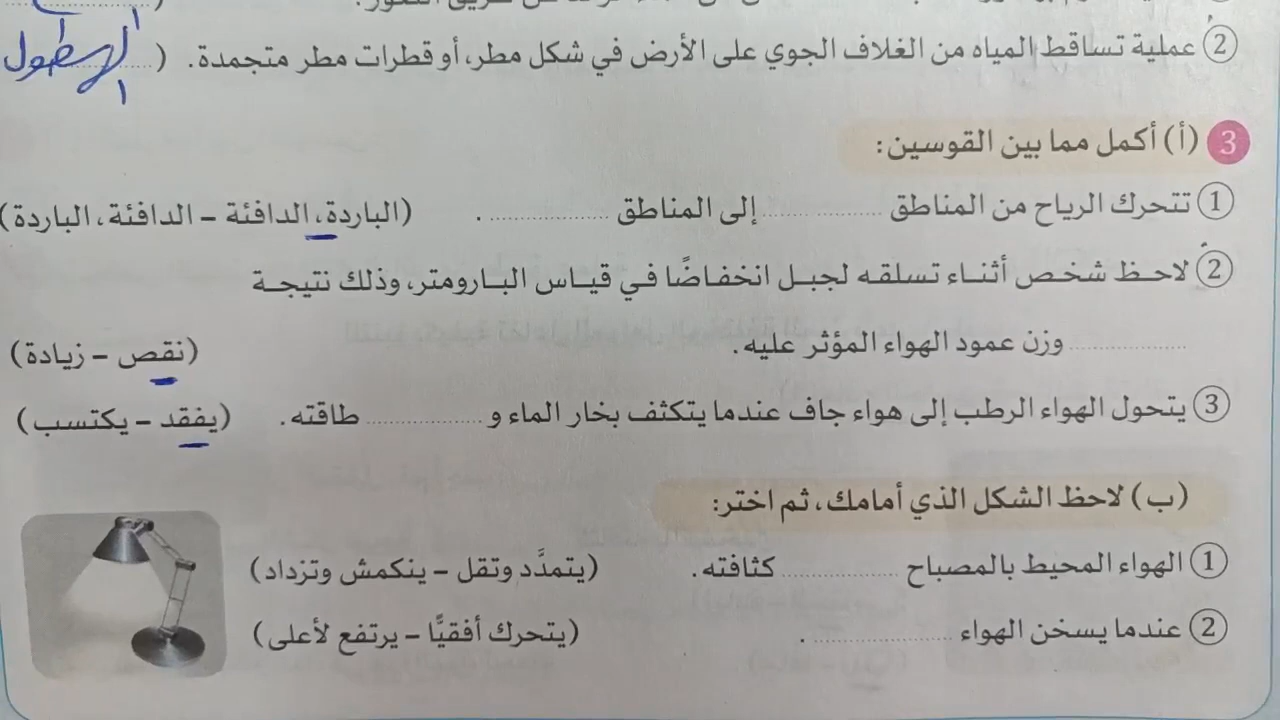 ② عملية تساقط المياه من الغلاف الجوي على الأرض في شكل مطر، أو قطرات مطر متجمدة. (الهطول
3 (أ) أكمل مما بين القوسين:
① تتحرك الرياح من المناطق ............ إلى المناطق ............ . (الباردة، الدافئة – الدافئة، الباردة)
② لاحظ شخص أثناء تسلقه لجبل انخفاضًا في قياس البارومتر، وذلك نتيجة
............ وزن عمود الهواء المؤثر عليه. (نقص – زيادة)
③ يتحول الهواء الرطب إلى هواء جاف عندما يتكثف بخار الماء و ............ طاقته. (يفقد – يكتسب)
(ب) لاحظ الشكل الذي أمامك، ثم اختر:
① الهواء المحيط بالمصباح ............ كثافته. (يتمدَّد وتقل – ينكمش وتزداد)
② عندما يسخن الهواء ............ . (يتحرك أفقيًّا – يرتفع لأعلى)